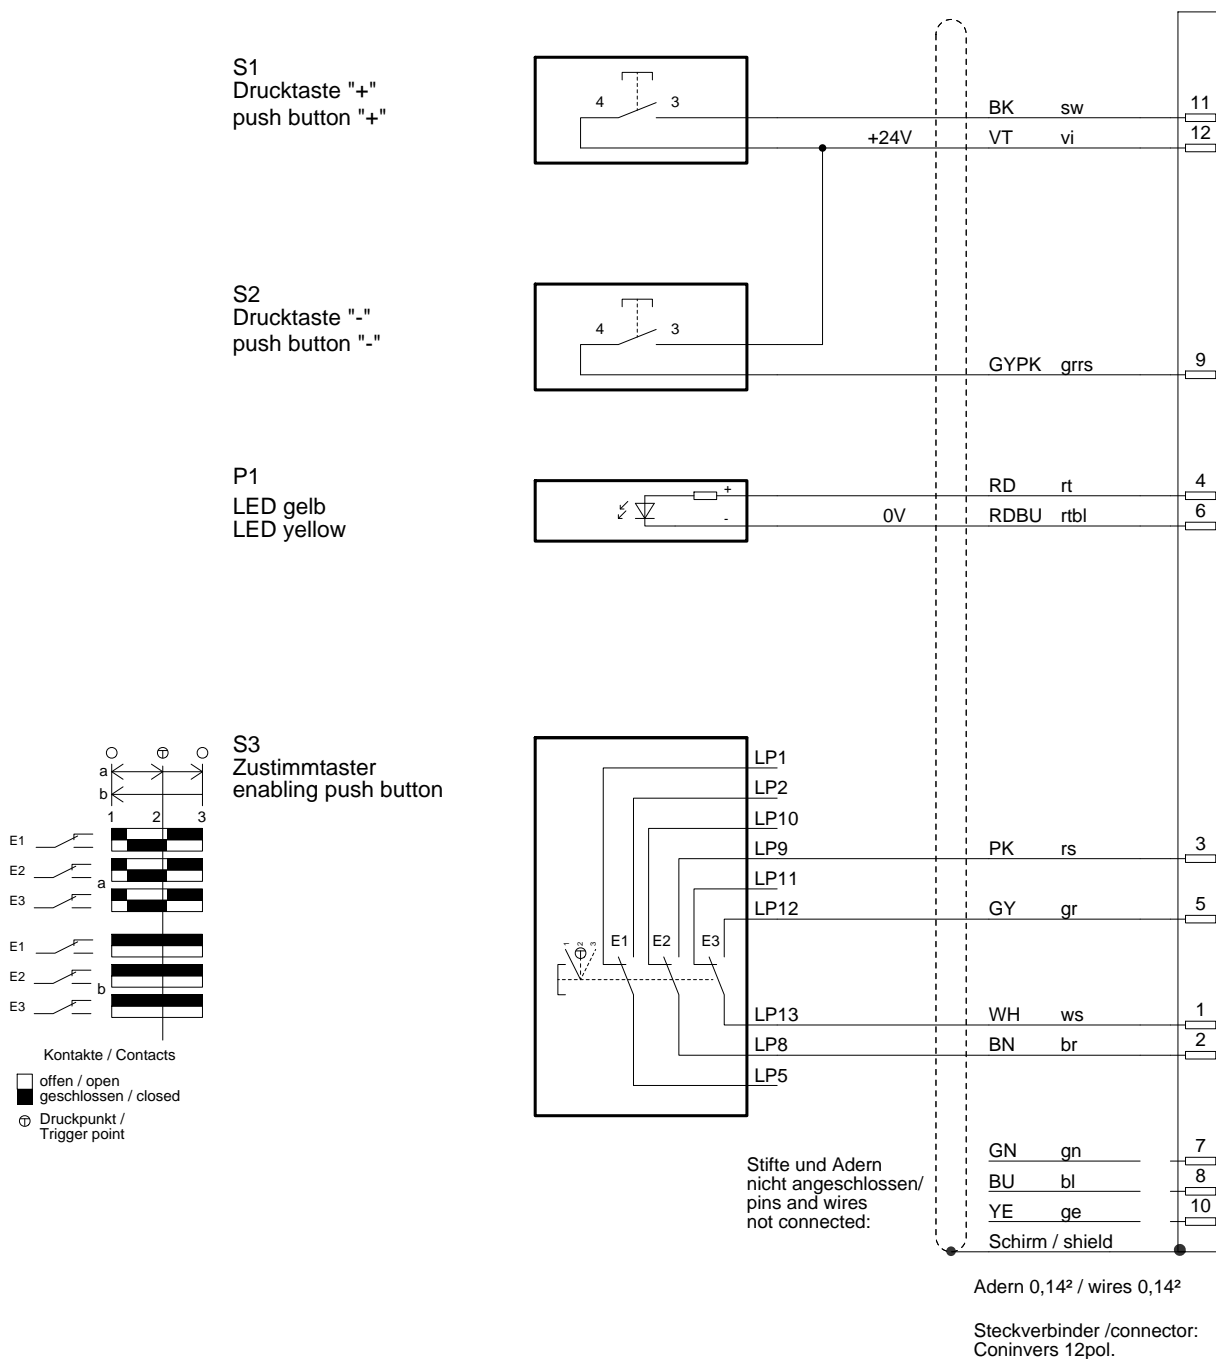 S1
Drucktaste "+"
push button "+"
4 3
BK sw 11
+24V VT vi 12
S2
Drucktaste "-"
push button "-"
4 3
GYPK grrs 9
P1
LED gelb
LED yellow
+ RD rt 4
- 0V RDBU rtbl 6
S3
Zustimmtaster
enabling push button
T
a
b
1 2 3
E1
E2
a
E3
E1
E2
b
E3
Kontakte / Contacts
offen / open
geschlossen / closed
T Druckpunkt /
Trigger point
LP1
LP2
LP10
LP9 PK rs 3
LP11
LP12 GY gr 5
1 2 3
T
E1 E2 E3
LP13 WH ws 1
LP8 BN br 2
LP5
Stifte und Adern
nicht angeschlossen/
pins and wires
not connected:
GN gn 7
BU bl 8
YE ge 10
Schirm / shield
Adern 0,14² / wires 0,14²
Steckverbinder /connector:
Coninvers 12pol.